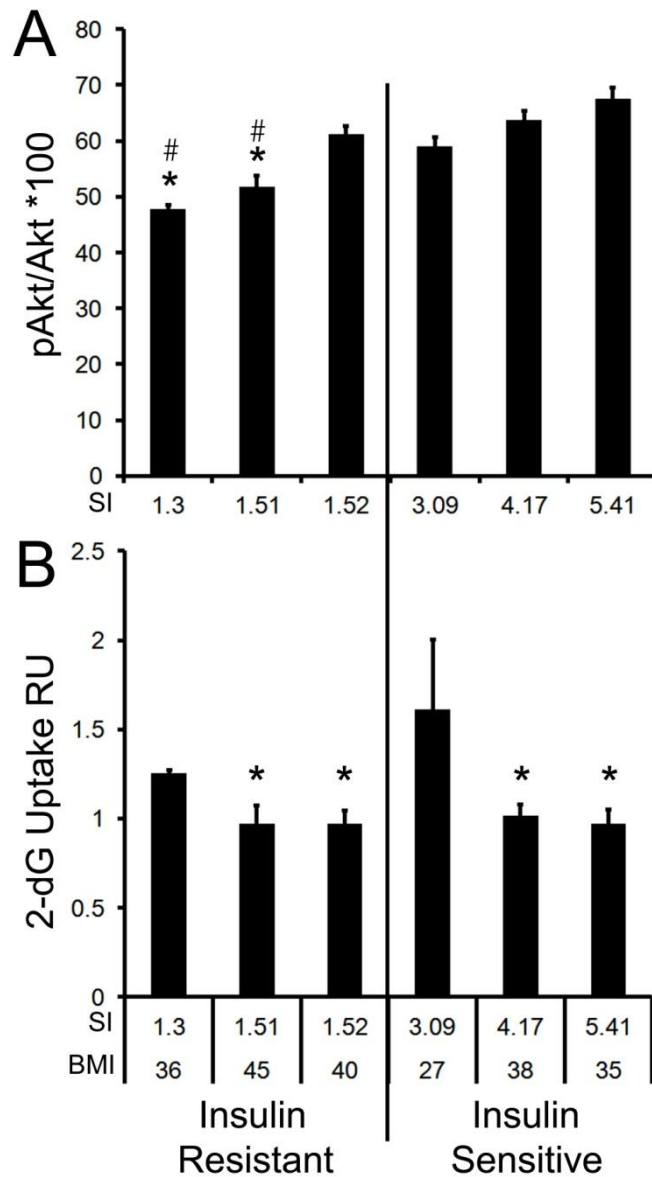 A
pAkt/Akt *100
80
70
60
50
40
30
20
10
0
# #
* *
SI 1.3 1.51 1.52 3.09 4.17 5.41
B
2-dG Uptake RU
2.5
2
1.5
1
0.5
0
* * * *
SI 1.3 1.51 1.52 3.09 4.17 5.41
BMI 36 45 40 27 38 35
Insulin Insulin
Resistant Sensitive